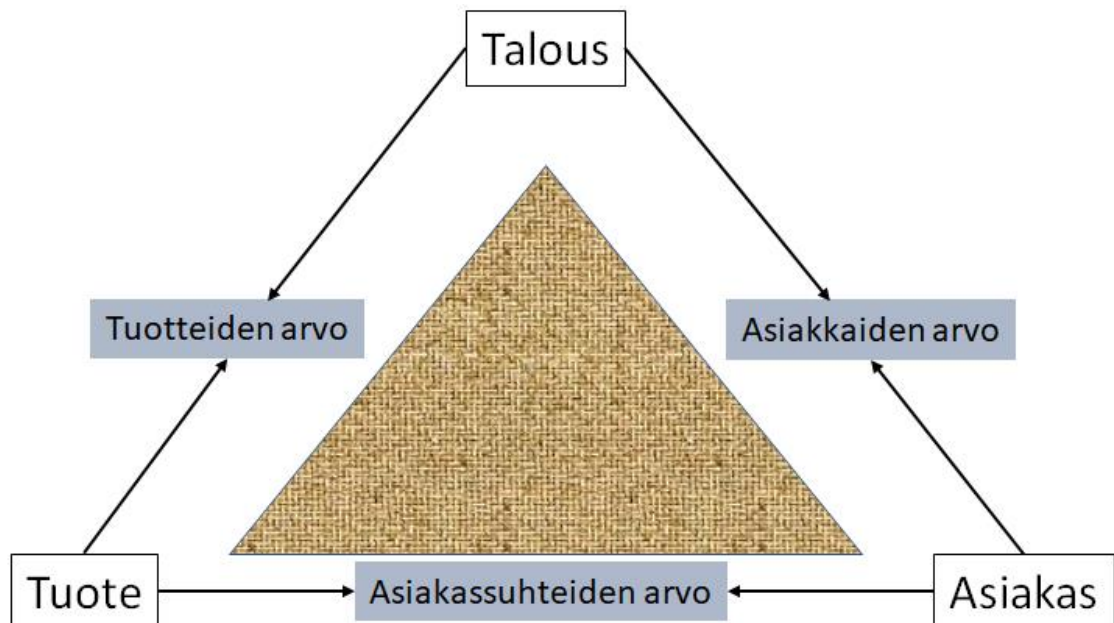 Talous
Tuotteiden arvo
Asiakkaiden arvo
Tuote
Asiakassuhteiden arvo
Asiakas